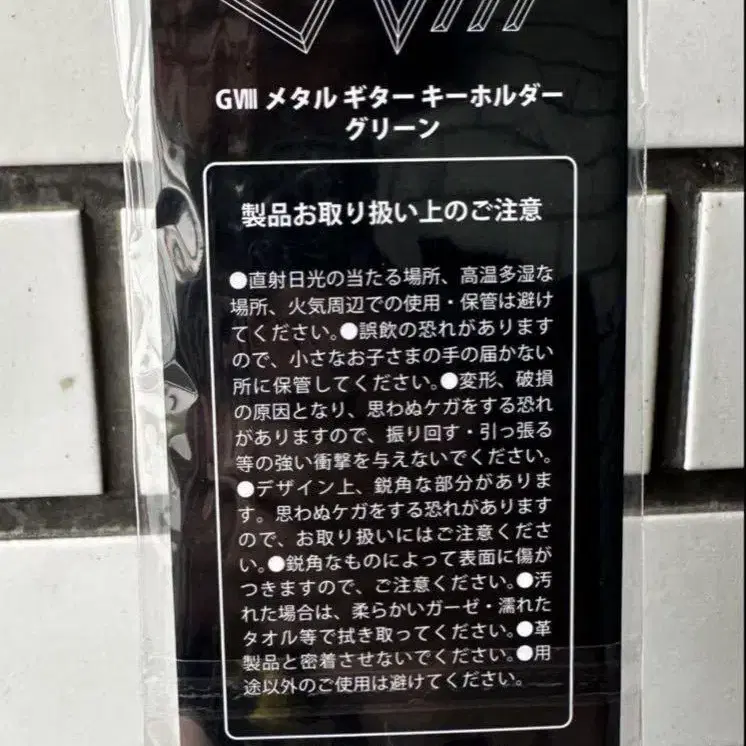 GⅧ メタル ギター キーホルダー
グリーン
製品お取り扱い上のご注意
●直射日光の当たる場所、高温多湿な
場所、火気周辺での使用・保管は避け
てください。●誤飲の恐れがあります
ので、小さなお子さまの手の届かない
所に保管してください。●変形、破損
の原因となり、思わぬケガをする恐れ
がありますので、振り回す・引っ張る
等の強い衝撃を与えないでください。
●デザイン上、鋭角な部分がありま
す。思わぬケガをする恐れがあります
ので、お取り扱いにはご注意くださ
い。●鋭角なものによって表面に傷が
つきますので、ご注意ください。●汚
れた場合は、柔らかいガーゼ・濡れた
タオル等で拭き取ってください。●革
製品と密着させないでください。●用
途以外のご使用は避けてください。